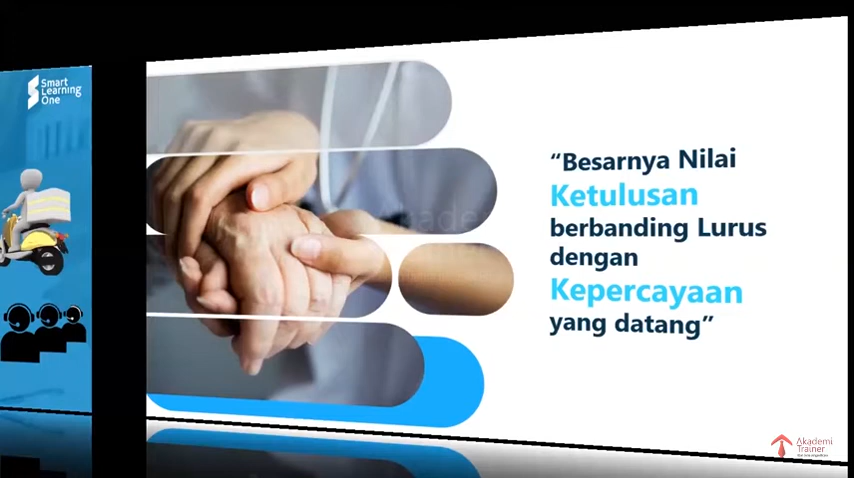 Smart
Learning
One
“Besarnya Nilai
Ketulusan
berbanding Lurus
dengan
Kepercayaan
yang datang”
Akademi
Trainer